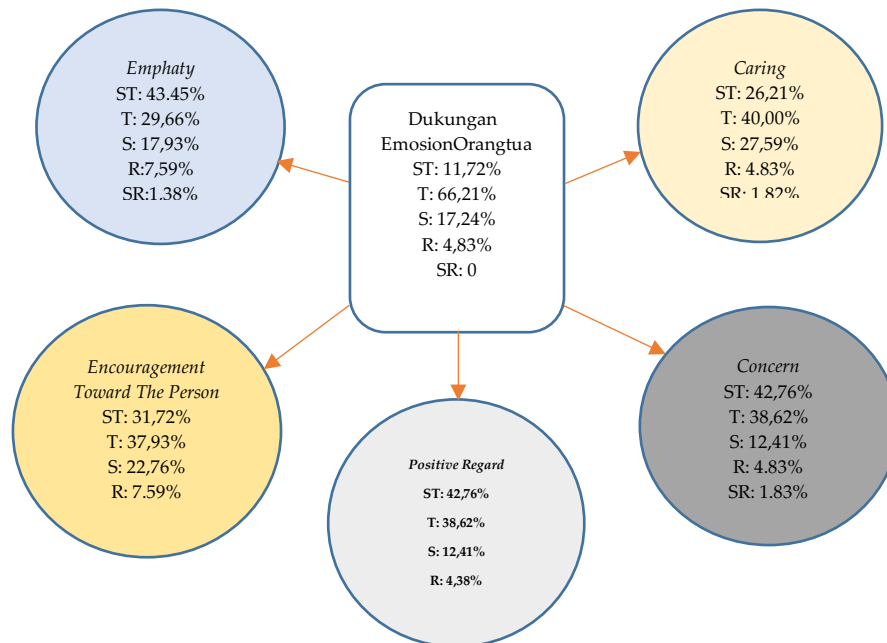 Emphaty
ST: 43.45%
T: 29,66%
S: 17,93%
R:7,59%
SR:1.38%
Dukungan
EmosionOrangtua
ST: 11,72%
T: 66,21%
S: 17,24%
R: 4,83%
SR: 0
Caring
ST: 26,21%
T: 40,00%
S: 27,59%
R: 4.83%
SR: 1.82%
Encouragement
Toward The Person
ST: 31,72%
T: 37,93%
S: 22,76%
R: 7.59%
Positive Regard
ST: 42,76%
T: 38,62%
S: 12,41%
R: 4,38%
Concern
ST: 42,76%
T: 38,62%
S: 12,41%
R: 4.83%
SR: 1.83%